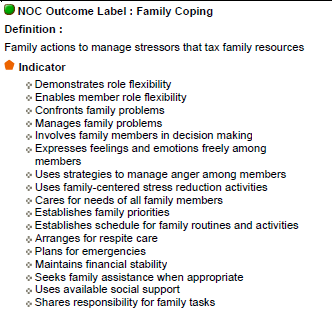 NOC Outcome Label : Family Coping
Definition :
Family actions to manage stressors that tax family resources
Indicator
Demonstrates role flexibility
Enables member role flexibility
Confronts family problems
Manages family problems
Involves family members in decision making
Expresses feelings and emotions freely among
members
Uses strategies to manage anger among members
Uses family-centered stress reduction activities
Cares for needs of all family members
Establishes family priorities
Establishes schedule for family routines and activities
Arranges for respite care
Plans for emergencies
Maintains financial stability
Seeks family assistance when appropriate
Uses available social support
Shares responsibility for family tasks